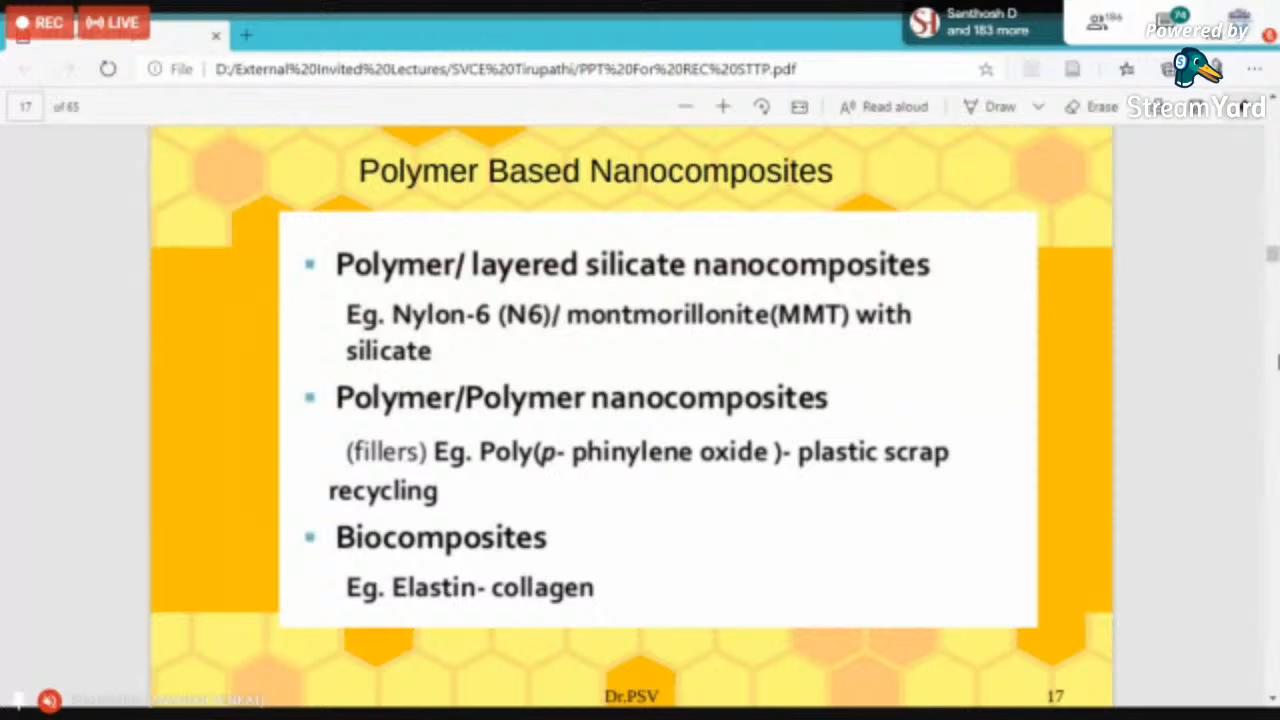 REC
LIVE
Santhosh D
and 183 more
186
74
Powered by
File
D:/External%20Invited%20Lectures/SVCE%20Tirupathi/PPT%20For%20REC%20STTP.pdf
17 of 65
Read aloud
Draw
Erase
StreamYard
Polymer Based Nanocomposites
Polymer/ layered silicate nanocomposites
Eg. Nylon-6 (N6)/ montmorillonite(MMT) with
silicate
Polymer/Polymer nanocomposites
(fillers) Eg. Poly(p- phinylene oxide )- plastic scrap
recycling
Biocomposites
Eg. Elastin- collagen
Dr.PSV
17